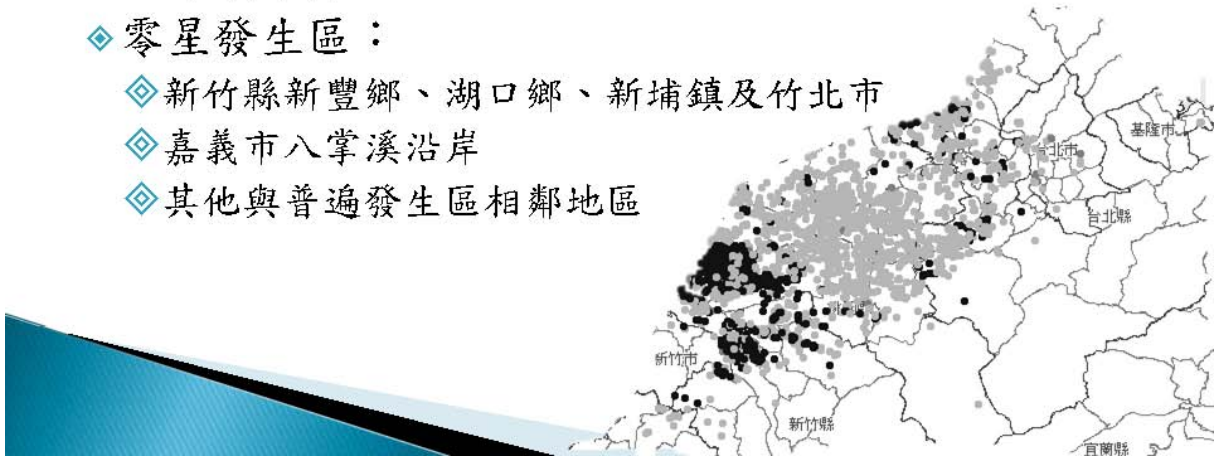 零星發生區：
新竹縣新豐鄉、湖口鄉、新埔鎮及竹北市
嘉義市八掌溪沿岸
其他與普遍發生區相鄰地區
基隆市
台北市
台北縣
新竹市
新竹縣
宜蘭縣